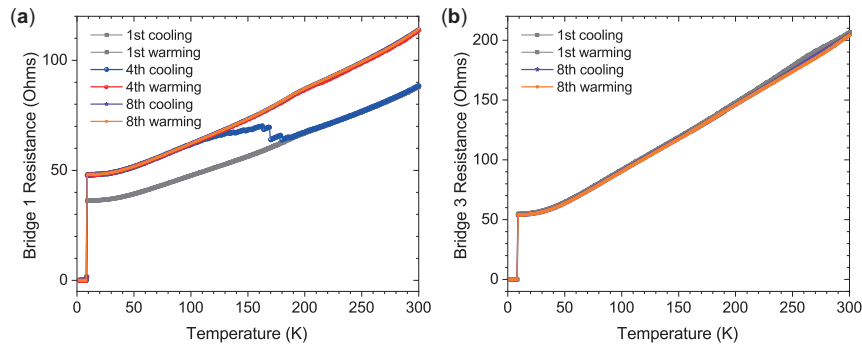 (a)
1st cooling
1st warming
4th cooling
4th warming
8th cooling
8th warming
100
50
0
Bridge 1 Resistance (Ohms)
0 50 100 150 200 250 300
Temperature (K)
(b)
1st cooling
1st warming
8th cooling
8th warming
200
150
100
50
0
Bridge 3 Resistance (Ohms)
0 50 100 150 200 250 300
Temperature (K)